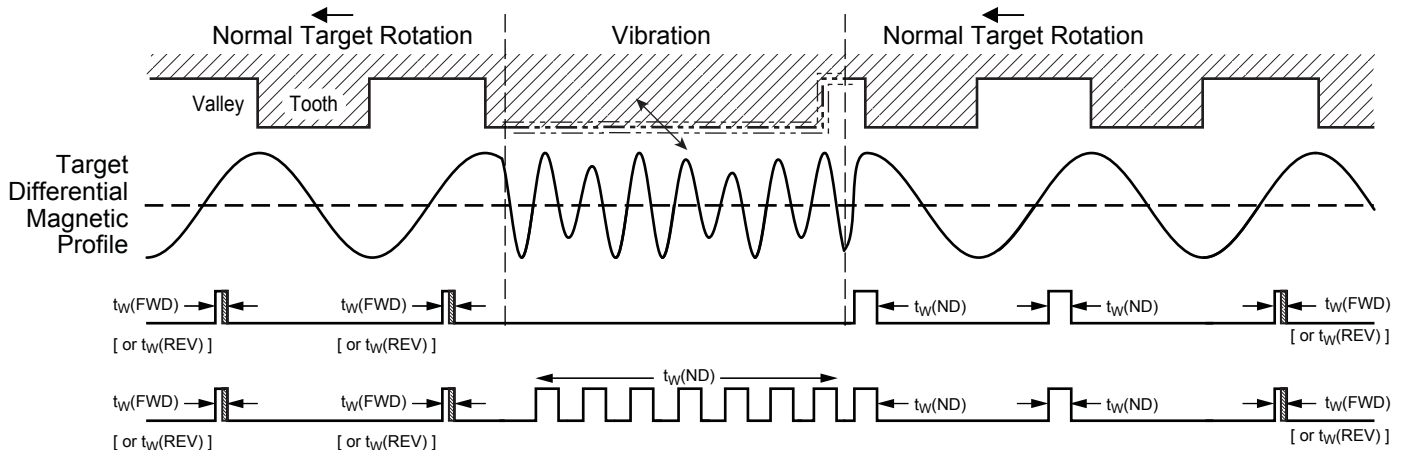 Normal Target Rotation Vibration Normal Target Rotation
Valley Tooth
Target
Differential
Magnetic
Profile
tW(FWD) tW(FWD) tW(ND) tW(ND) tW(FWD)
[ or tW(REV) ] [ or tW(REV) ] [ or tW(REV) ]
tW(ND)
tW(FWD) tW(FWD) tW(ND) tW(ND) tW(FWD)
[ or tW(REV) ] [ or tW(REV) ] [ or tW(REV) ]